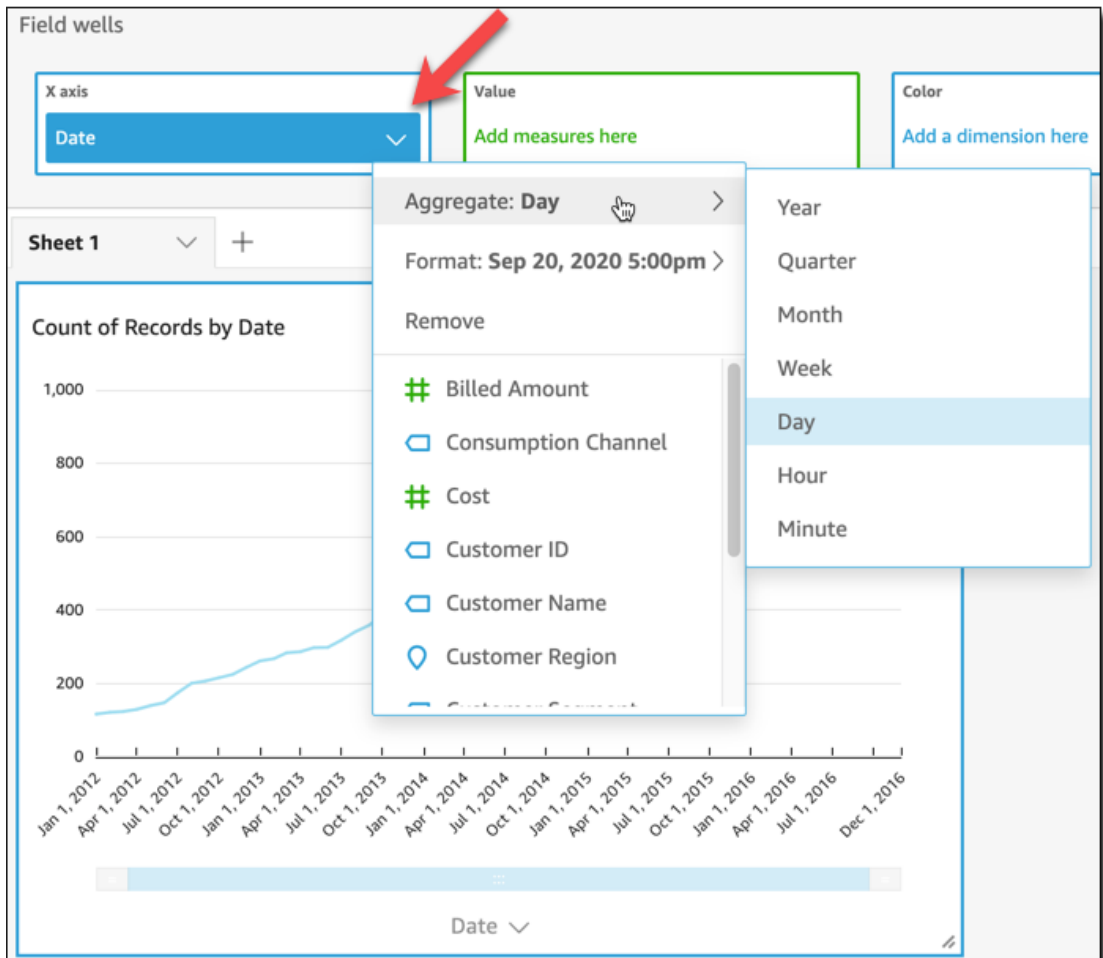 Field wells
X axis
Date
Value
Add measures here
Color
Add a dimension here
Aggregate: Day
Format: Sep 20, 2020 5:00pm
Remove
Billed Amount
Consumption Channel
Cost
Customer ID
Customer Name
Customer Region
Year
Quarter
Month
Week
Day
Hour
Minute
Sheet 1
Count of Records by Date
1,000
800
600
400
200
0
Jan 1, 2012
Apr 1, 2012
Jul 1, 2012
Oct 1, 2012
Jan 1, 2013
Apr 1, 2013
Jul 1, 2013
Oct 1, 2013
Jan 1, 2014
Apr 1, 2014
Jul 1, 2014
Oct 1, 2014
Jan 1, 2015
Apr 1, 2015
Jul 1, 2015
Oct 1, 2015
Jan 1, 2016
Apr 1, 2016
Jul 1, 2016
Dec 1, 2016
Date